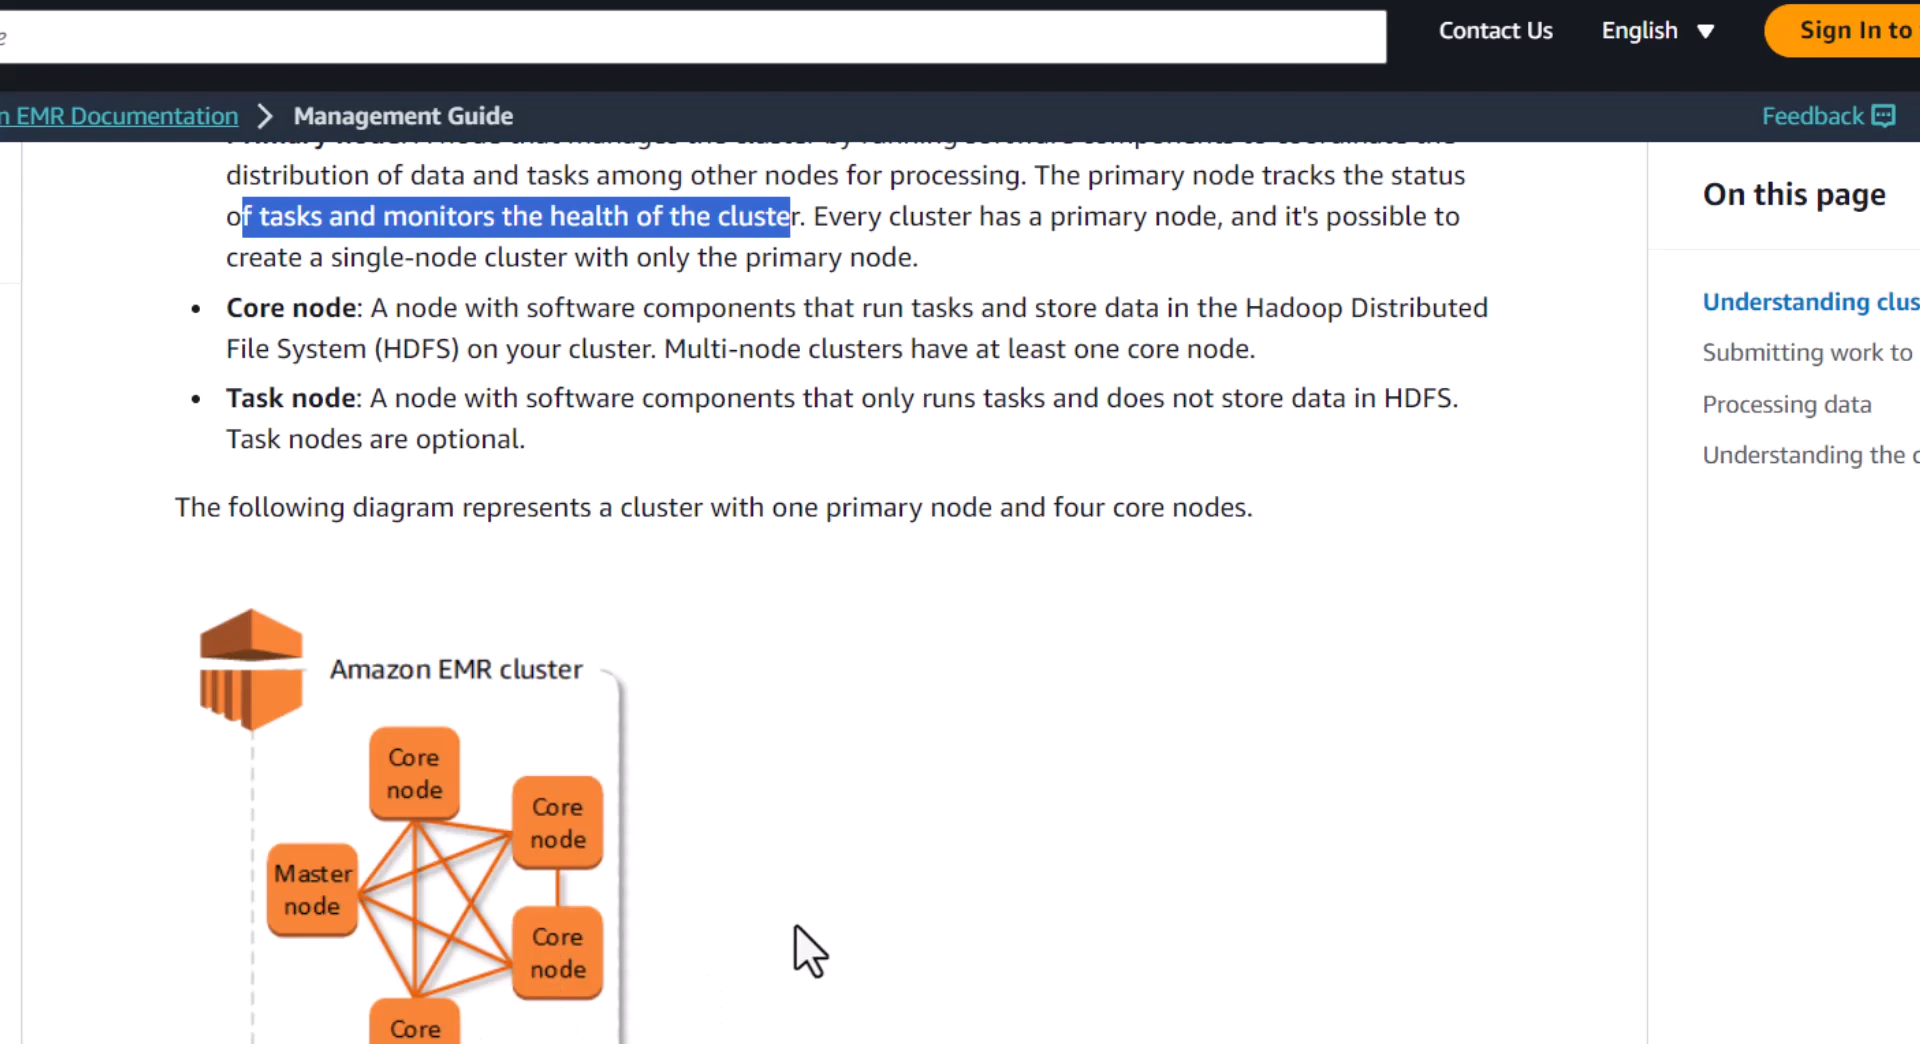 Contact Us
English
Sign In to
n EMR Documentation
Management Guide
Feedback
distribution of data and tasks among other nodes for processing. The primary node tracks the status
of tasks and monitors the health of the cluster. Every cluster has a primary node, and it's possible to
create a single-node cluster with only the primary node.
• Core node: A node with software components that run tasks and store data in the Hadoop Distributed
File System (HDFS) on your cluster. Multi-node clusters have at least one core node.
• Task node: A node with software components that only runs tasks and does not store data in HDFS.
Task nodes are optional.
The following diagram represents a cluster with one primary node and four core nodes.
Amazon EMR cluster
Core
node
Core
node
Master
node
Core
node
Core
On this page
Understanding clus
Submitting work to
Processing data
Understanding the c